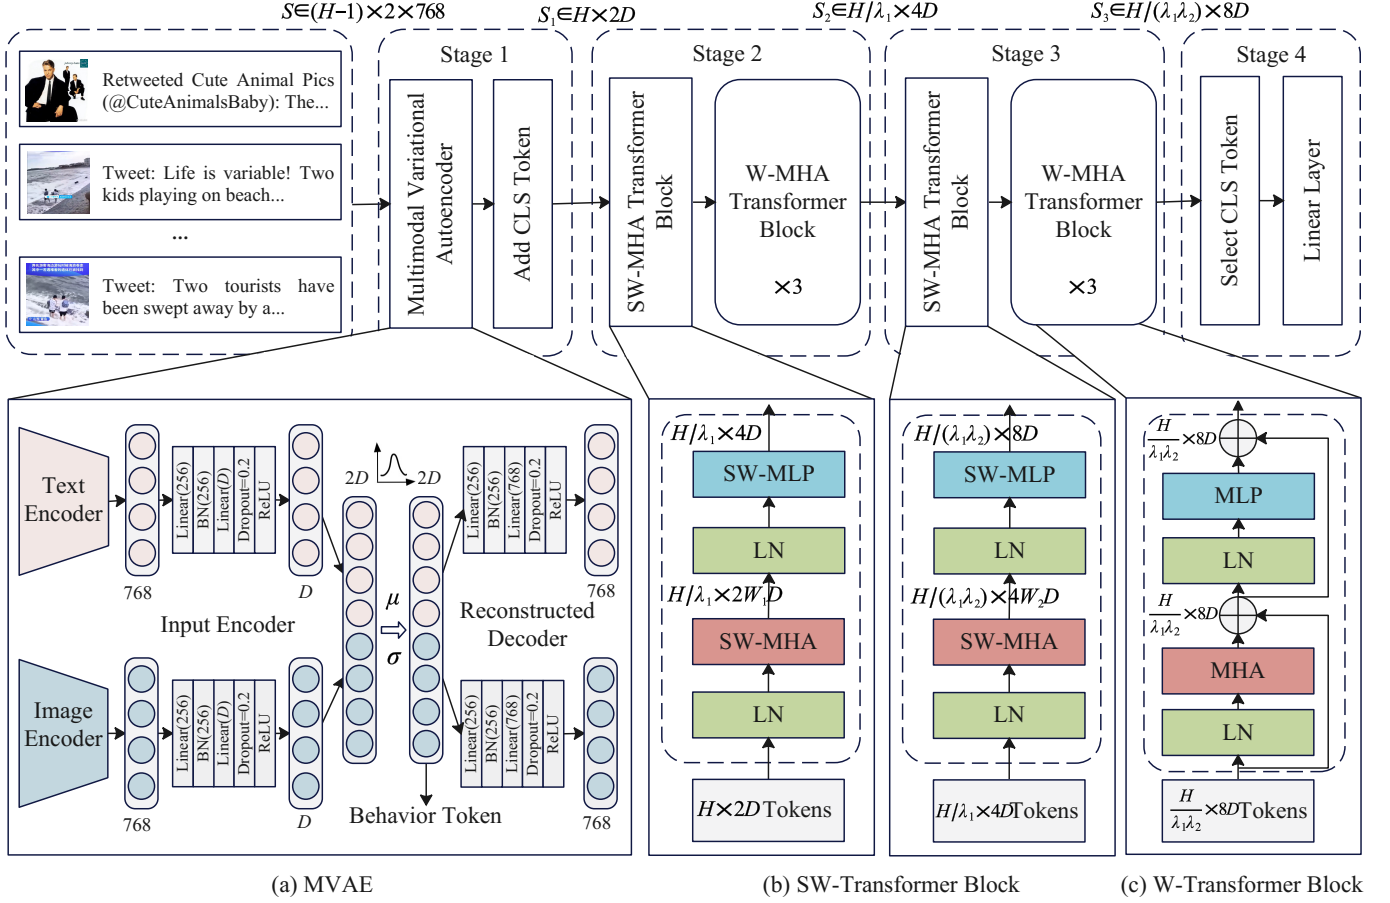 S∈(H−1)×2×768
S₁∈H×2D
S₂∈H/λ₁×4D
S₃∈H/(λ₁λ₂)×8D
Retweeted Cute Animal Pics
(@CuteAnimalsBaby): The...
Tweet: Life is variable! Two
kids playing on beach...
...
Tweet: Two tourists have
been swept away by a...
Stage 1
Multimodal Variational
Autoencoder
Add CLS Token
Stage 2
SW-MHA Transformer
Block
W-MHA
Transformer
Block
×3
Stage 3
SW-MHA Transformer
Block
W-MHA
Transformer
Block
×3
Stage 4
Select CLS Token
Linear Layer
Text
Encoder
768
Linear(256)
BN(256)
Linear(D)
Dropout=0.2
ReLU
D
Input Encoder
Image
Encoder
768
Linear(256)
BN(256)
Linear(D)
Dropout=0.2
ReLU
D
2D
μ
σ
2D
Behavior Token
Linear(256)
BN(256)
Linear(768)
Dropout=0.2
ReLU
768
Reconstructed
Decoder
Linear(256)
BN(256)
Linear(768)
Dropout=0.2
ReLU
768
(a) MVAE
H/λ₁×4D
SW-MLP
LN
H/λ₁×2W₁D
SW-MHA
LN
H×2D Tokens
H/(λ₁λ₂)×8D
SW-MLP
LN
H/(λ₁λ₂)×4W₂D
SW-MHA
LN
H/λ₁×4D Tokens
(b) SW-Transformer Block
H/λ₁λ₂ ×8D
MLP
LN
H/λ₁λ₂ ×8D
MHA
LN
H/λ₁λ₂ ×8D Tokens
(c) W-Transformer Block